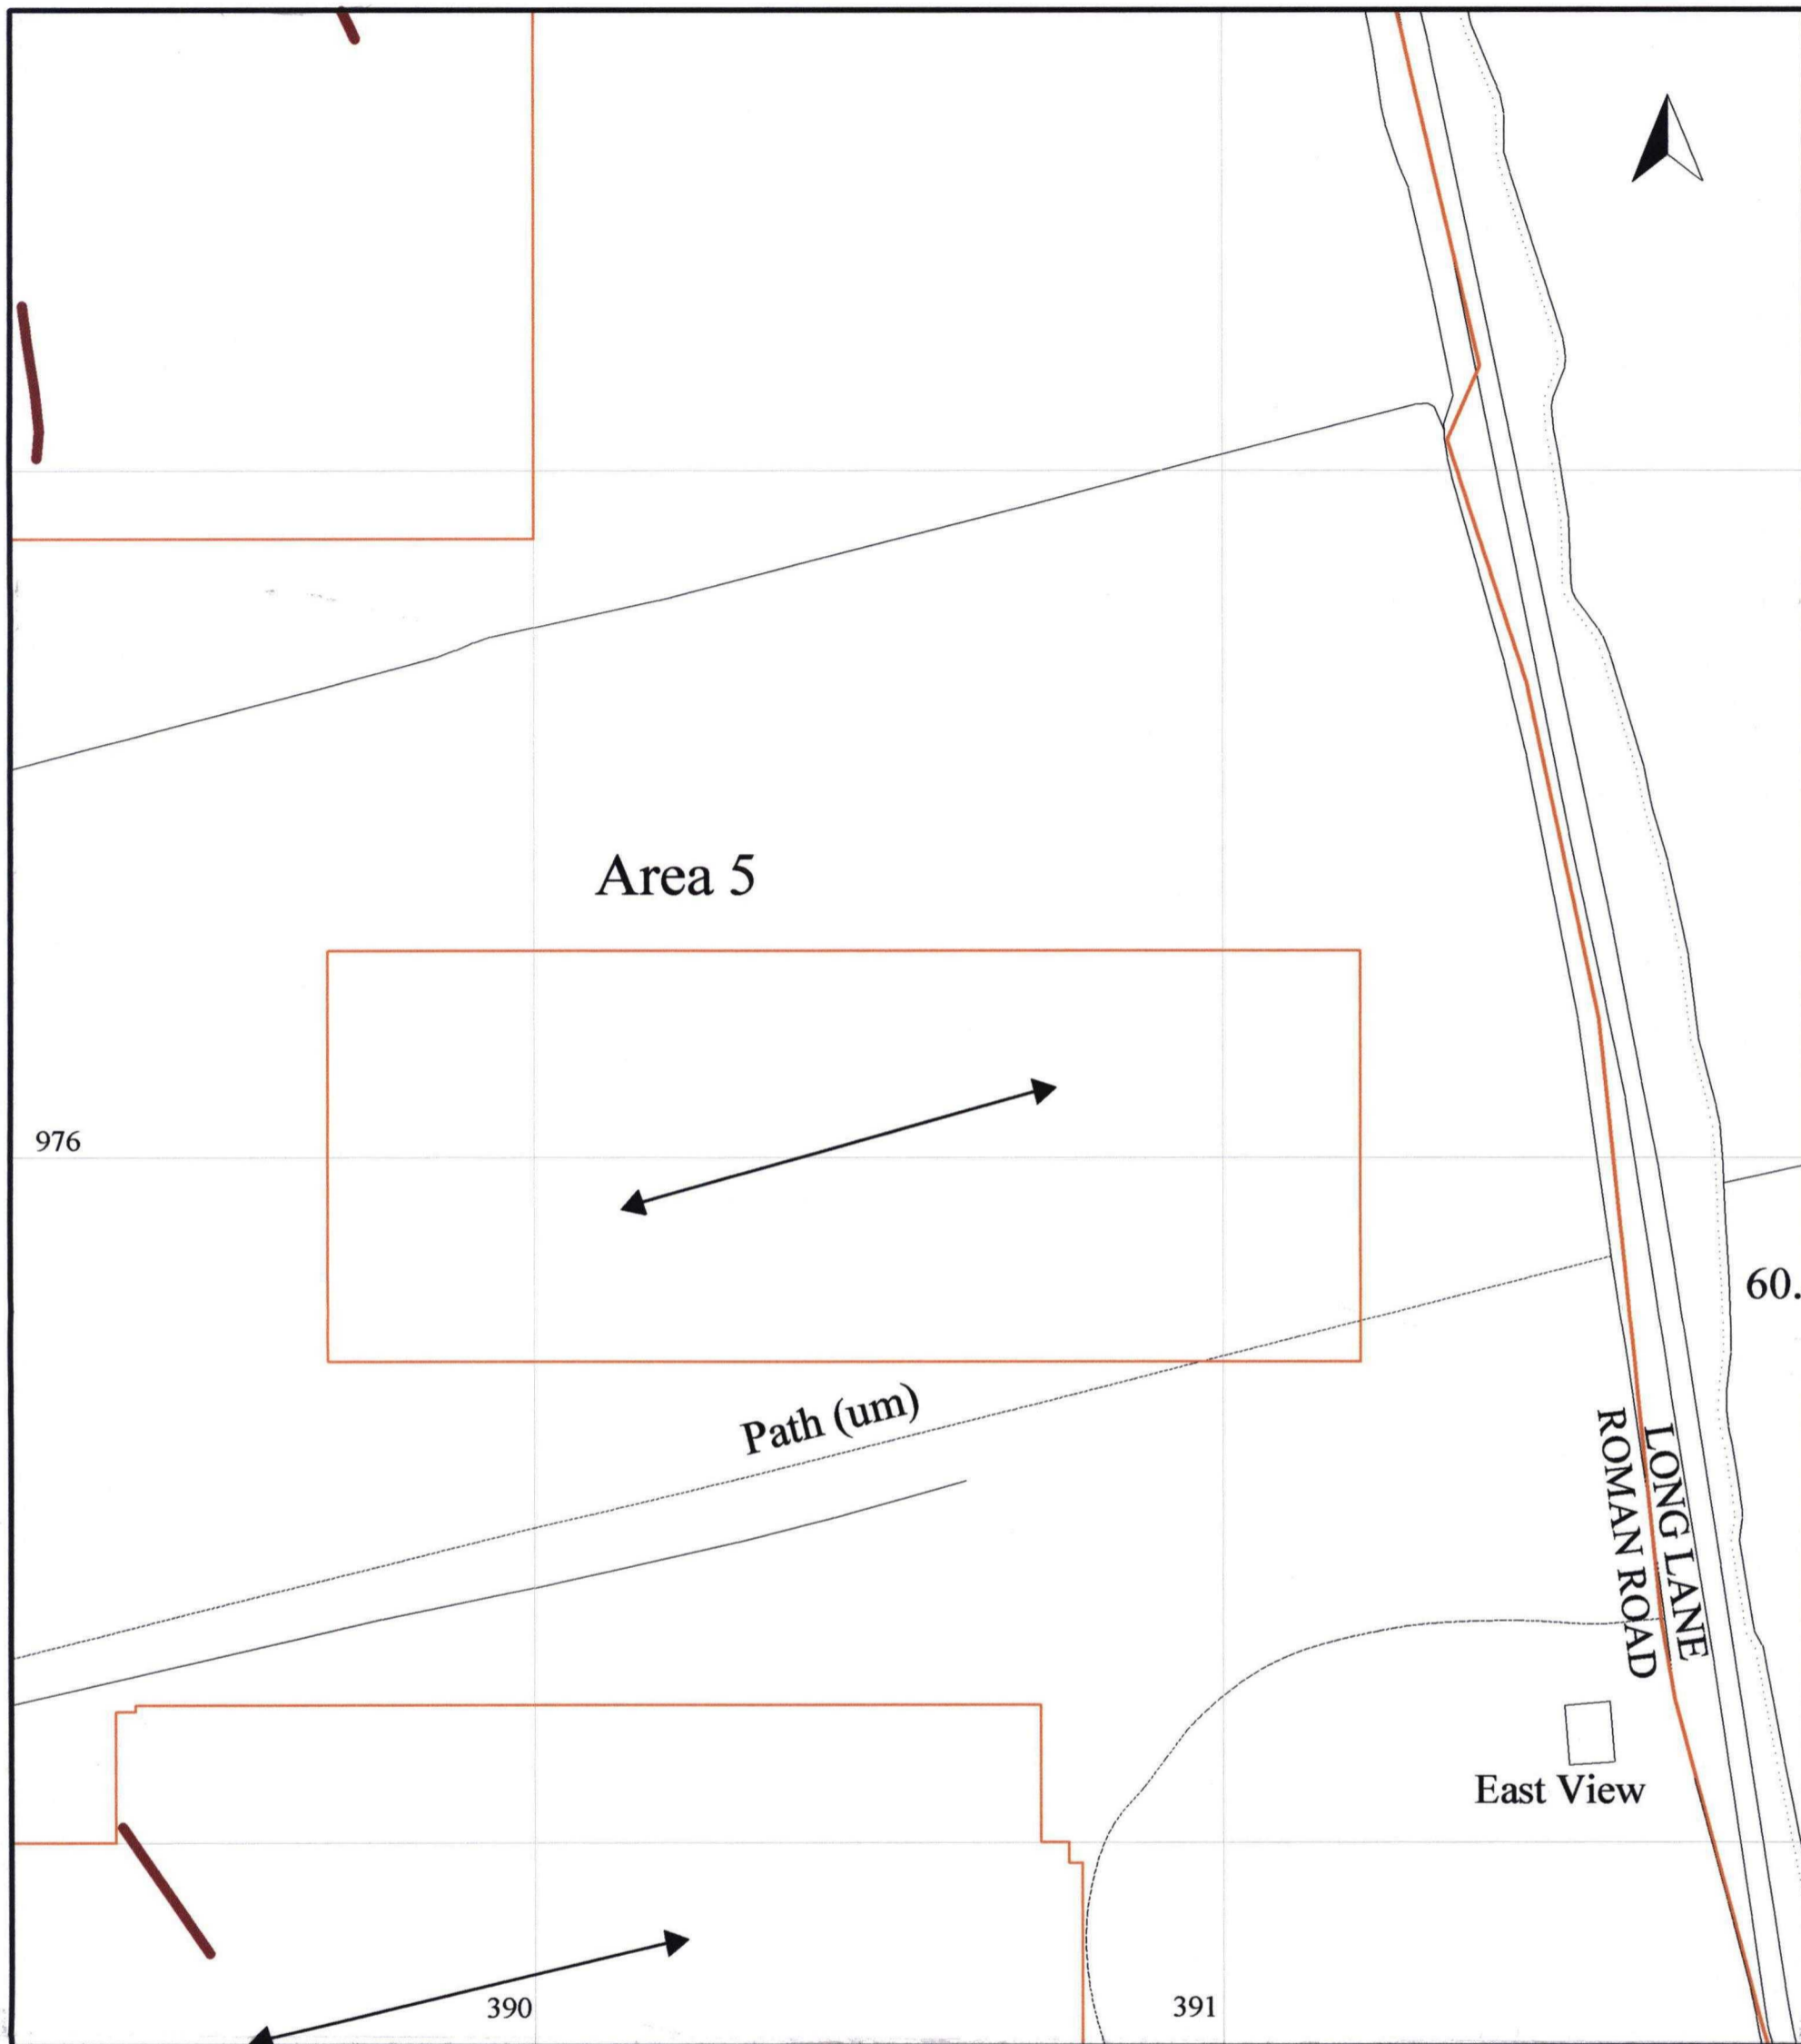 Area 5
976
60.
Path (um)
LONG LANE
ROMAN ROAD
East View
390
391